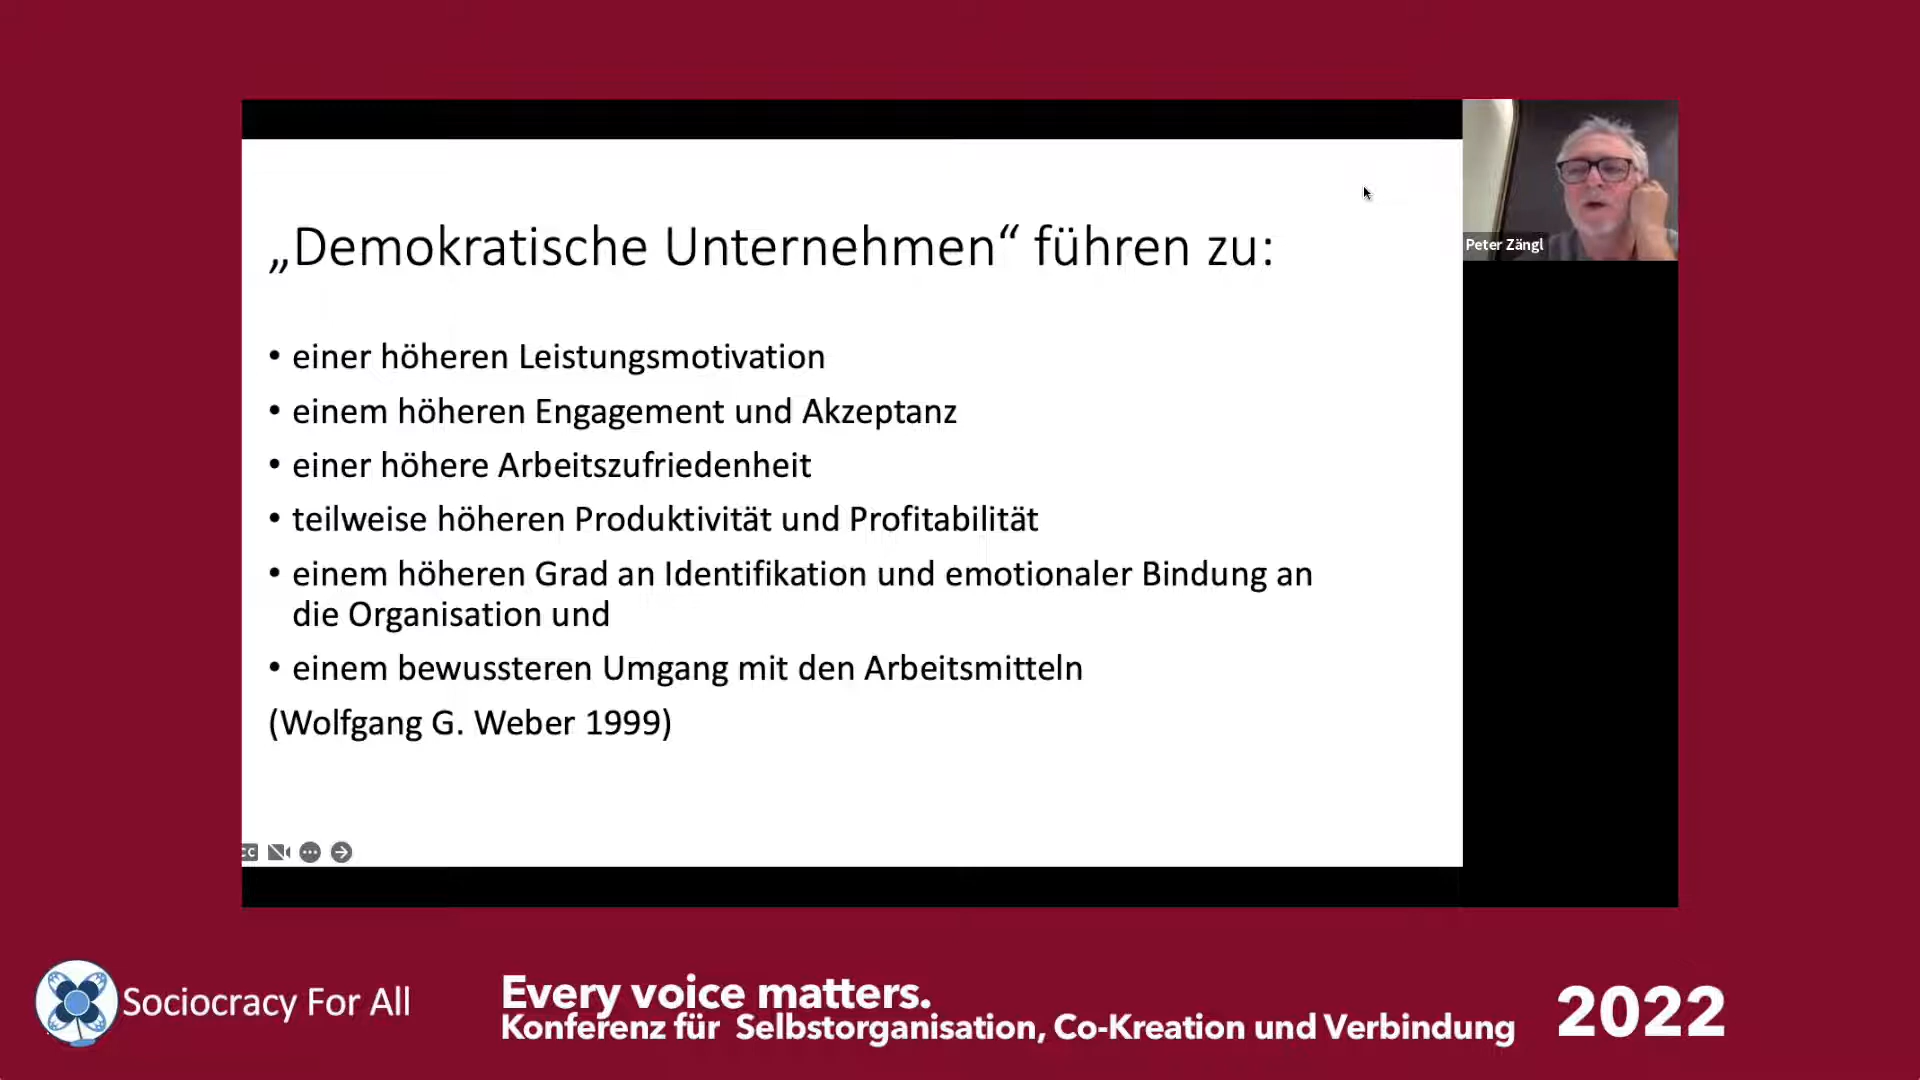 „Demokratische Unternehmen“ führen zu:
• einer höheren Leistungsmotivation
• einem höheren Engagement und Akzeptanz
• einer höhere Arbeitszufriedenheit
• teilweise höheren Produktivität und Profitabilität
• einem höheren Grad an Identifikation und emotionaler Bindung an
die Organisation und
• einem bewussteren Umgang mit den Arbeitsmitteln
(Wolfgang G. Weber 1999)
Peter Zängl
CC
Sociocracy For All
Every voice matters.
Konferenz für Selbstorganisation, Co-Kreation und Verbindung
2022